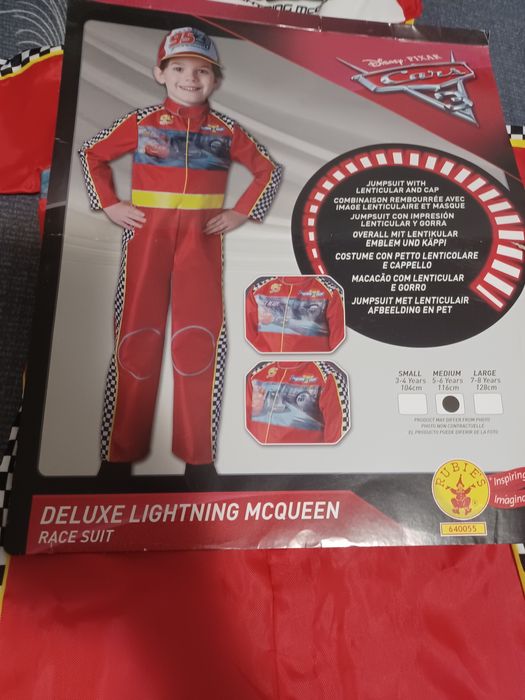 95
Disney·PIXAR
Cars
3
JUMPSUIT WITH
LENTICULAR AND CAP
COMBINAISON REMBOURRÉE AVEC
IMAGE LENTICULAIRE ET MASQUE
JUMPSUIT CON IMPRESIÓN
LENTICULAR Y GORRA
OVERALL MIT LENTIKULAR
EMBLEM UND KÄPPI
COSTUME CON PETTO LENTICOLARE
E CAPPELLO
MACACÃO COM LENTICULAR
E GORRO
JUMPSUIT MET LENTICULAIR
AFBEELDING EN PET
SMALL MEDIUM LARGE
3-4 Years 5-6 Years 7-8 Years
104cm 116cm 128cm
PRODUCT MAY DIFFER FROM PHOTO
PHOTO NON CONTRACTUELLE
EL PRODUCTO PUEDE DIFERIR DE LA FOTO
RUBIE'S
640055
"Inspiring
Imagina
DELUXE LIGHTNING MCQUEEN
RACE SUIT